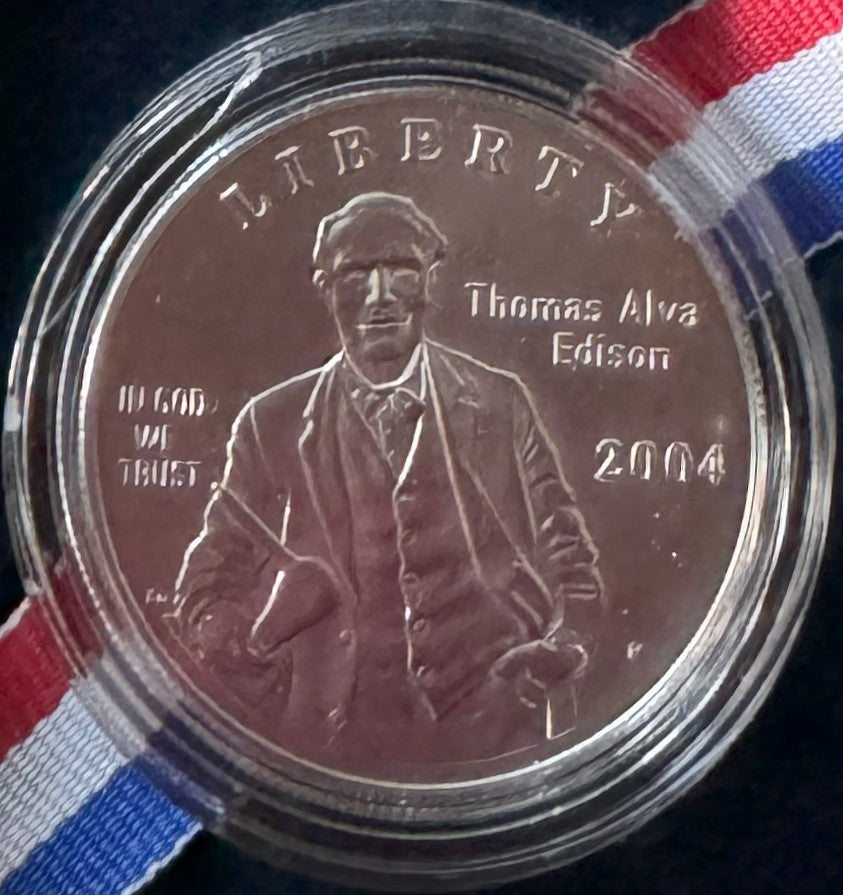 LIBERTY
Thomas Alva
Edison
IN GOD
WE
TRUST
2004
P